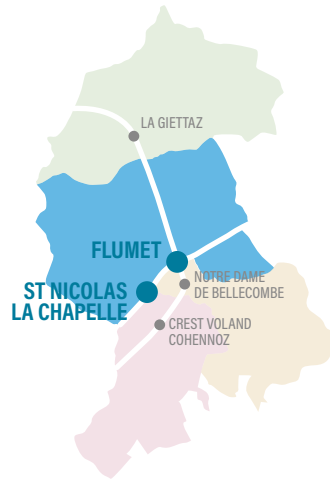 LA GIETTAZ
FLUMET
NOTRE DAME
DE BELLECOMBE
ST NICOLAS
LA CHAPELLE
CREST VOLAND
COHENNOZ